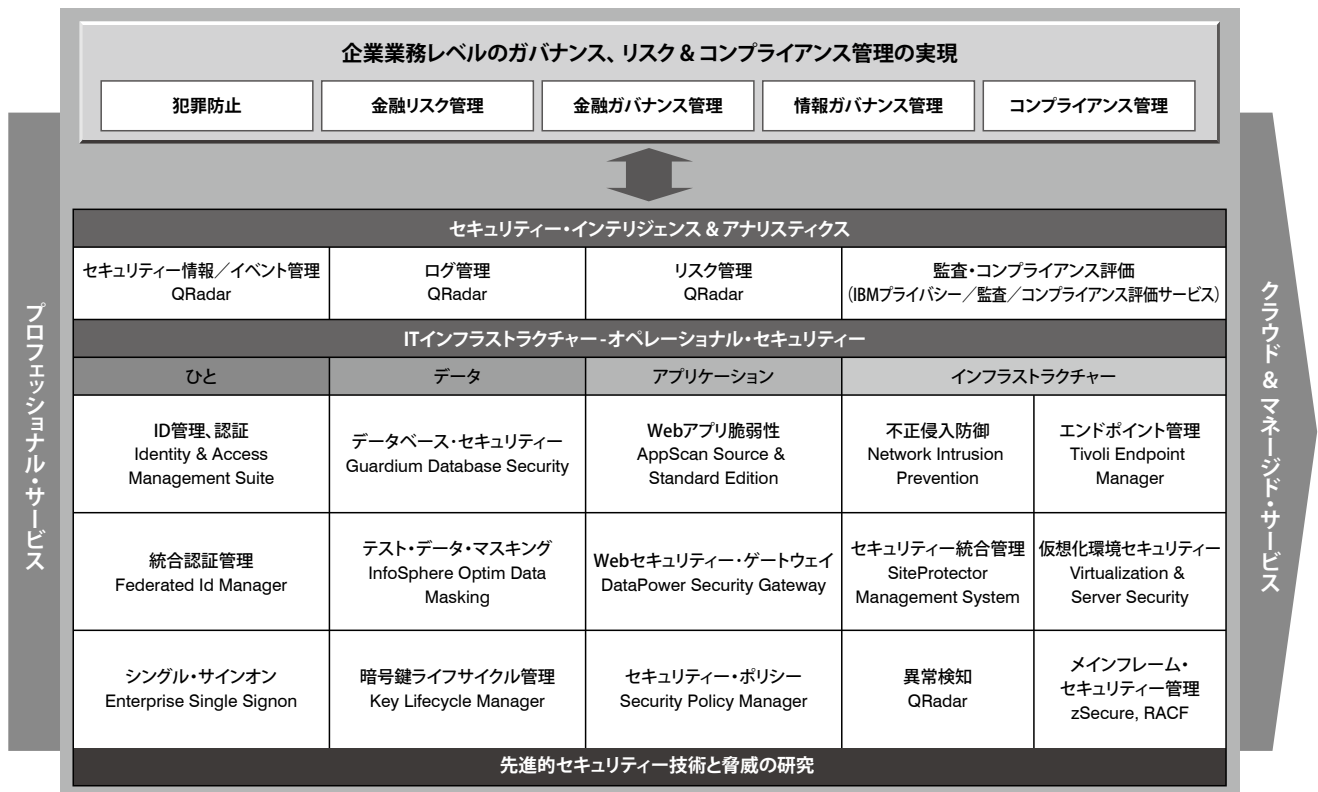 企業業務レベルのガバナンス、リスク & コンプライアンス管理の実現
犯罪防止
金融リスク管理
金融ガバナンス管理
情報ガバナンス管理
コンプライアンス管理
プロフェッショナル・サービス
セキュリティー・インテリジェンス & アナリスティクス
セキュリティー情報／イベント管理
QRadar
ログ管理
QRadar
リスク管理
QRadar
監査・コンプライアンス評価
（IBMプライバシー／監査／コンプライアンス評価サービス）
ITインフラストラクチャー - オペレーショナル・セキュリティー
ひと
データ
アプリケーション
インフラストラクチャー
ID管理、認証
Identity & Access
Management Suite
データベース・セキュリティー
Guardium Database Security
Webアプリ脆弱性
AppScan Source &
Standard Edition
不正侵入防御
Network Intrusion
Prevention
エンドポイント管理
Tivoli Endpoint
Manager
統合認証管理
Federated Id Manager
テスト・データ・マスキング
InfoSphere Optim Data
Masking
Webセキュリティー・ゲートウェイ
DataPower Security Gateway
セキュリティー統合管理
SiteProtector
Management System
仮想化環境セキュリティー
Virtualization &
Server Security
シングル・サインオン
Enterprise Single Signon
暗号鍵ライフサイクル管理
Key Lifecycle Manager
セキュリティー・ポリシー
Security Policy Manager
異常検知
QRadar
メインフレーム・
セキュリティー管理
zSecure, RACF
先進的セキュリティー技術と脅威の研究
クラウド & マネージド・サービス